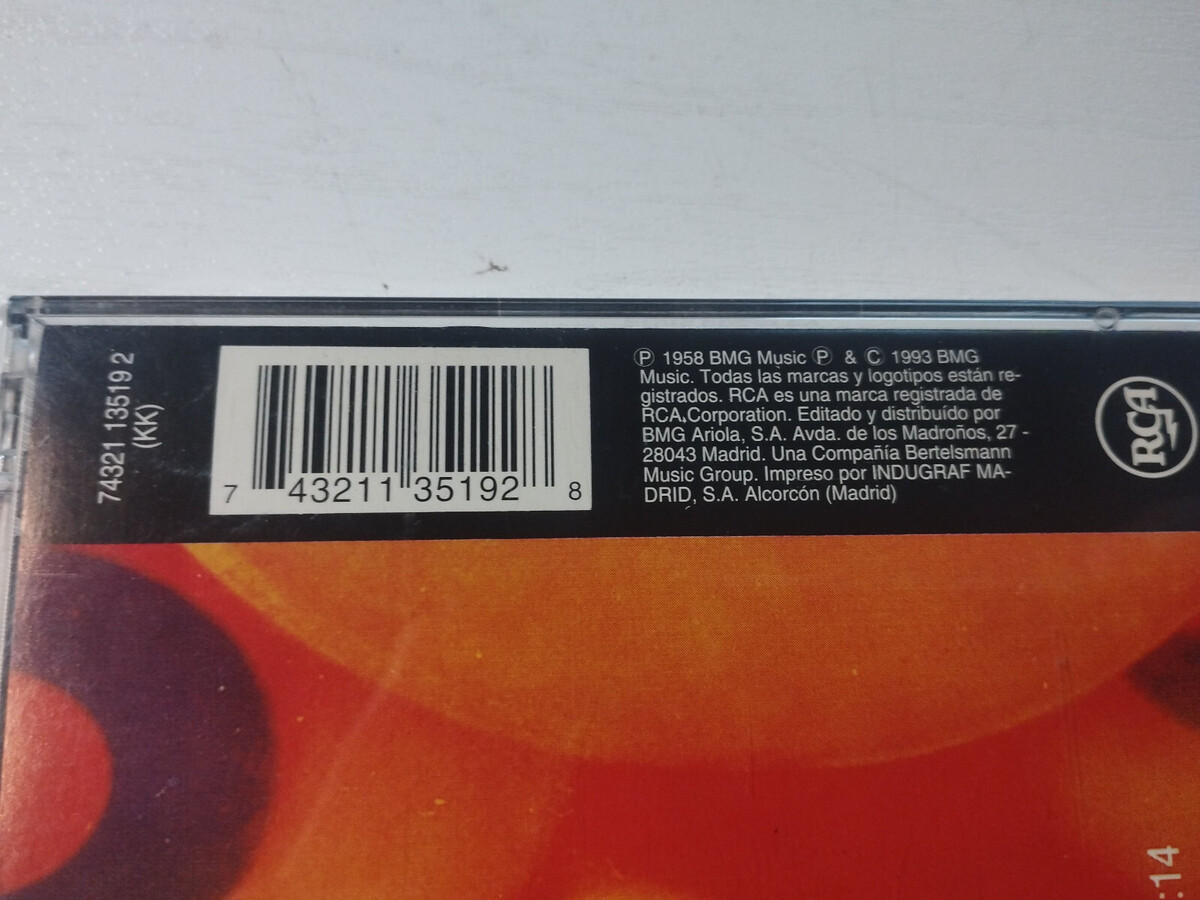 74321 13519 2
(KK)
7 43211 35192 8
Ⓟ 1958 BMG Music Ⓟ & © 1993 BMG
Music. Todas las marcas y logotipos están re-
gistrados. RCA es una marca registrada de
RCA,Corporation. Editado y distribuído por
BMG Ariola, S.A. Avda. de los Madroños, 27 -
28043 Madrid. Una Compañía Bertelsmann
Music Group. Impreso por INDUGRAF MA-
DRID, S.A. Alcorcón (Madrid)
RCA
:14